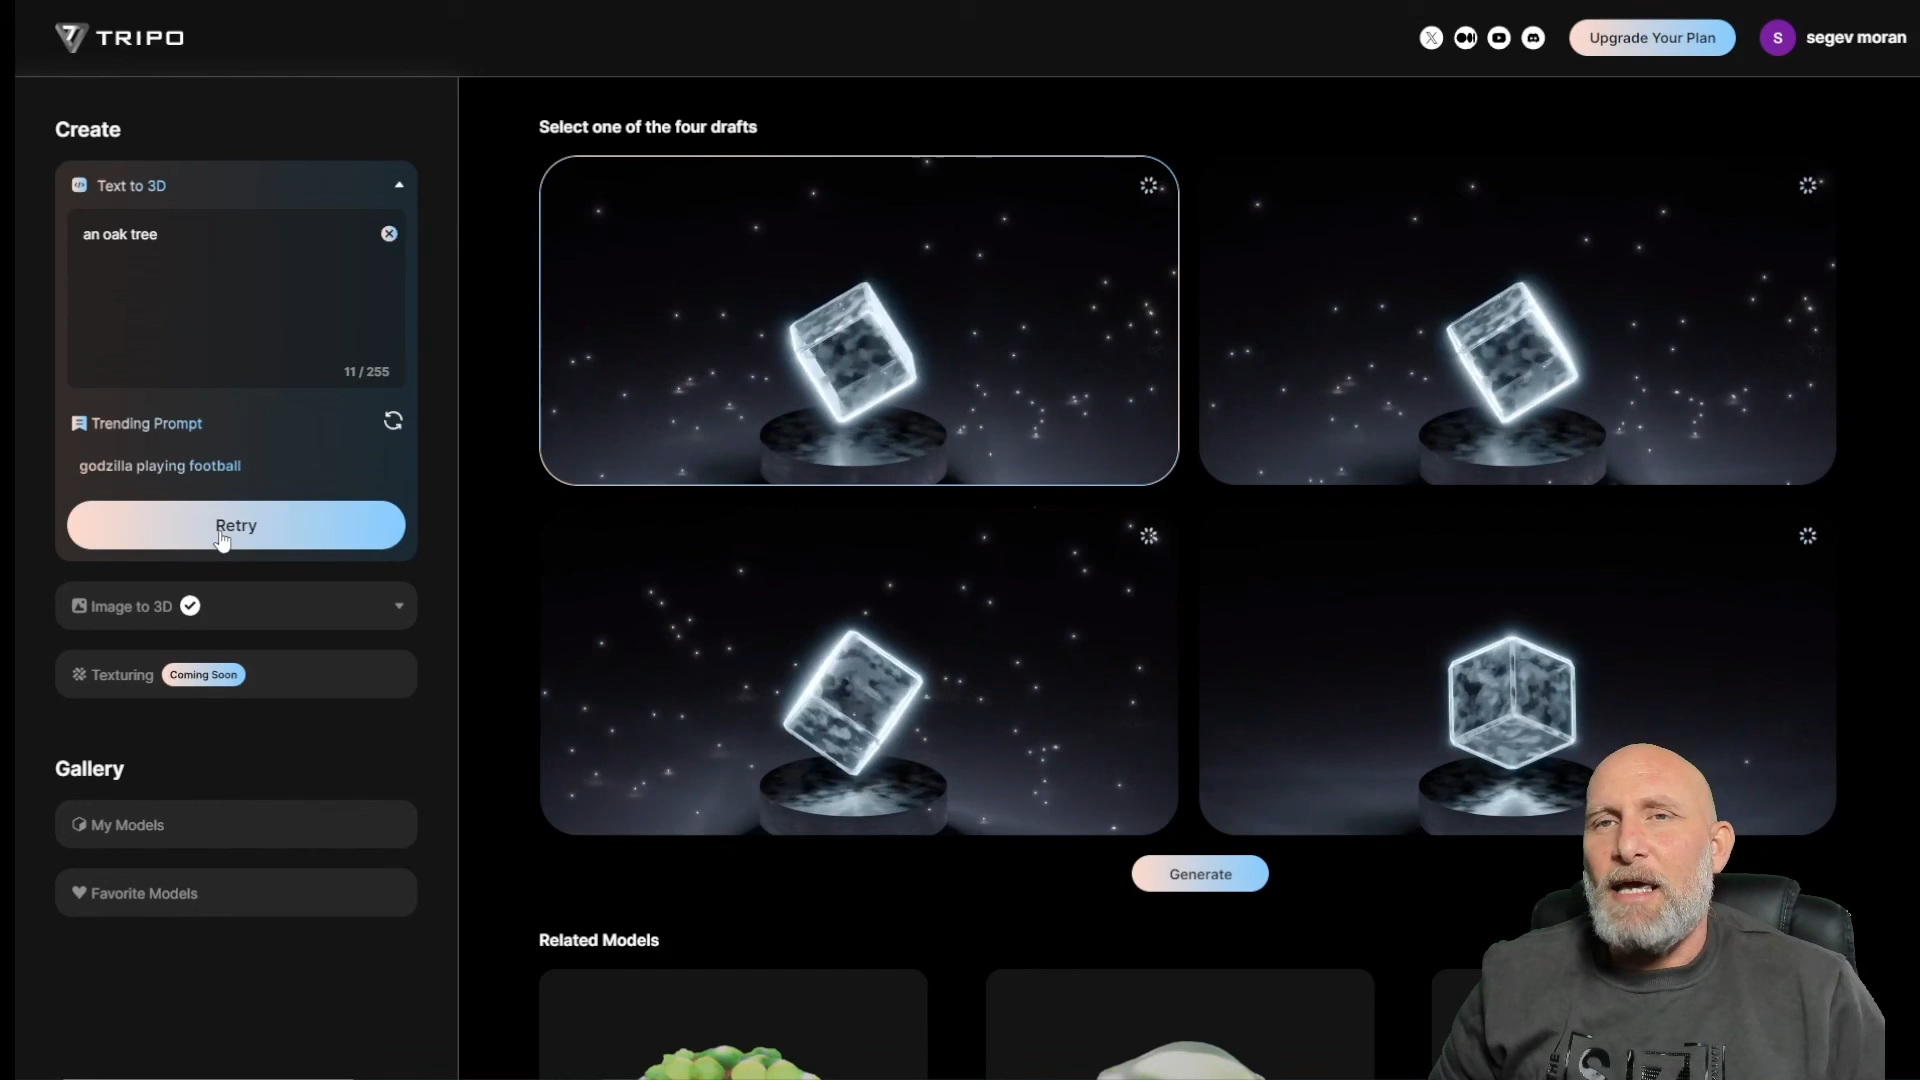 TRIPO
Upgrade Your Plan
S
segev moran
Create
Text to 3D
an oak tree
11 / 255
Trending Prompt
godzilla playing football
Retry
Image to 3D
Texturing
Coming Soon
Gallery
My Models
Favorite Models
Select one of the four drafts
Generate
Related Models